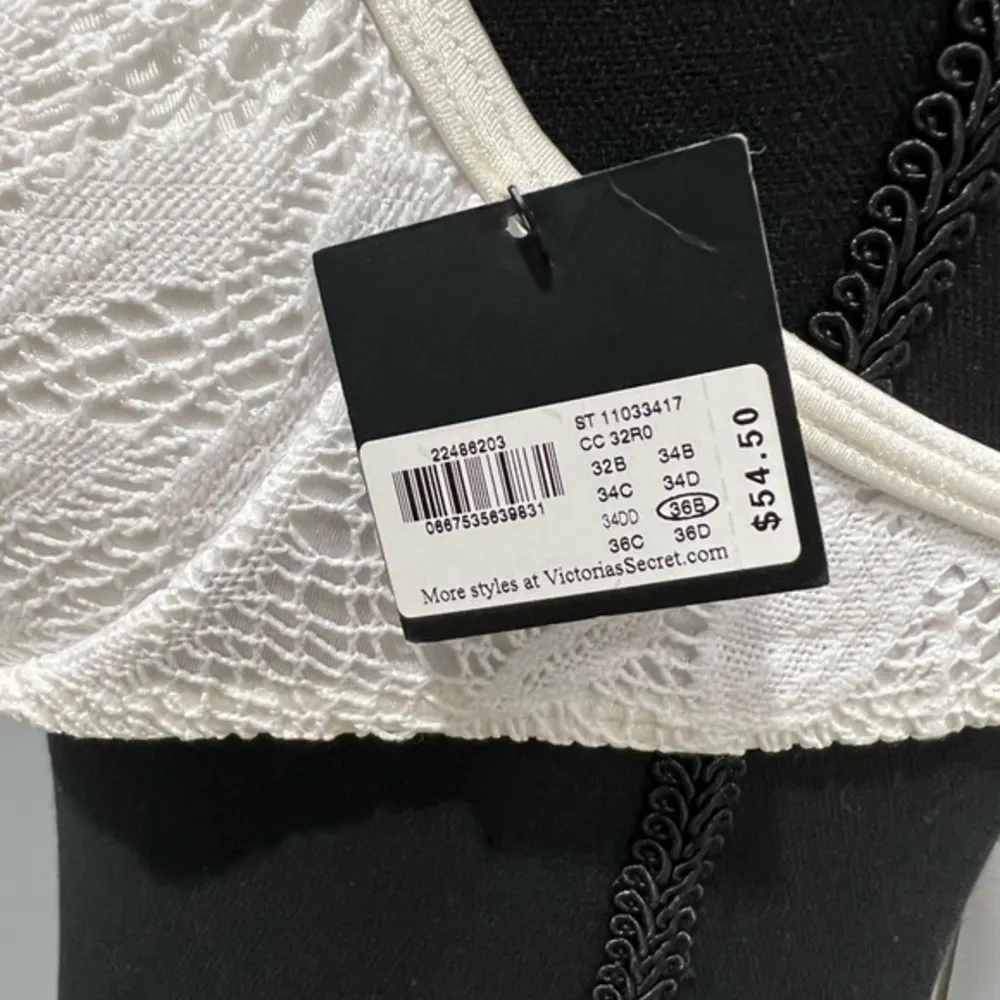 22486203
0667535639831
ST 11033417
CC 32R0
32B 34B
34C 34D
34DD 36B
36C 36D
More styles at VictoriasSecret.com
$54.50